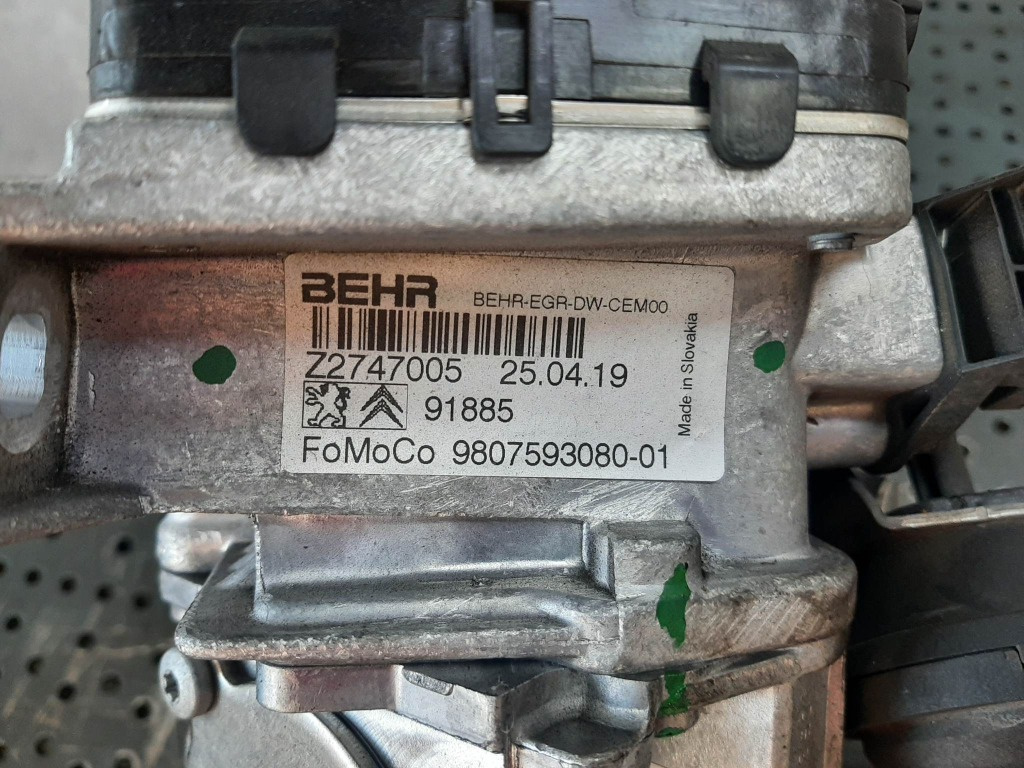 BEHR BEHR-EGR-DW-CEM00
Z2747005 25.04.19
91885
FoMoCo 9807593080-01
Made in Slovakia